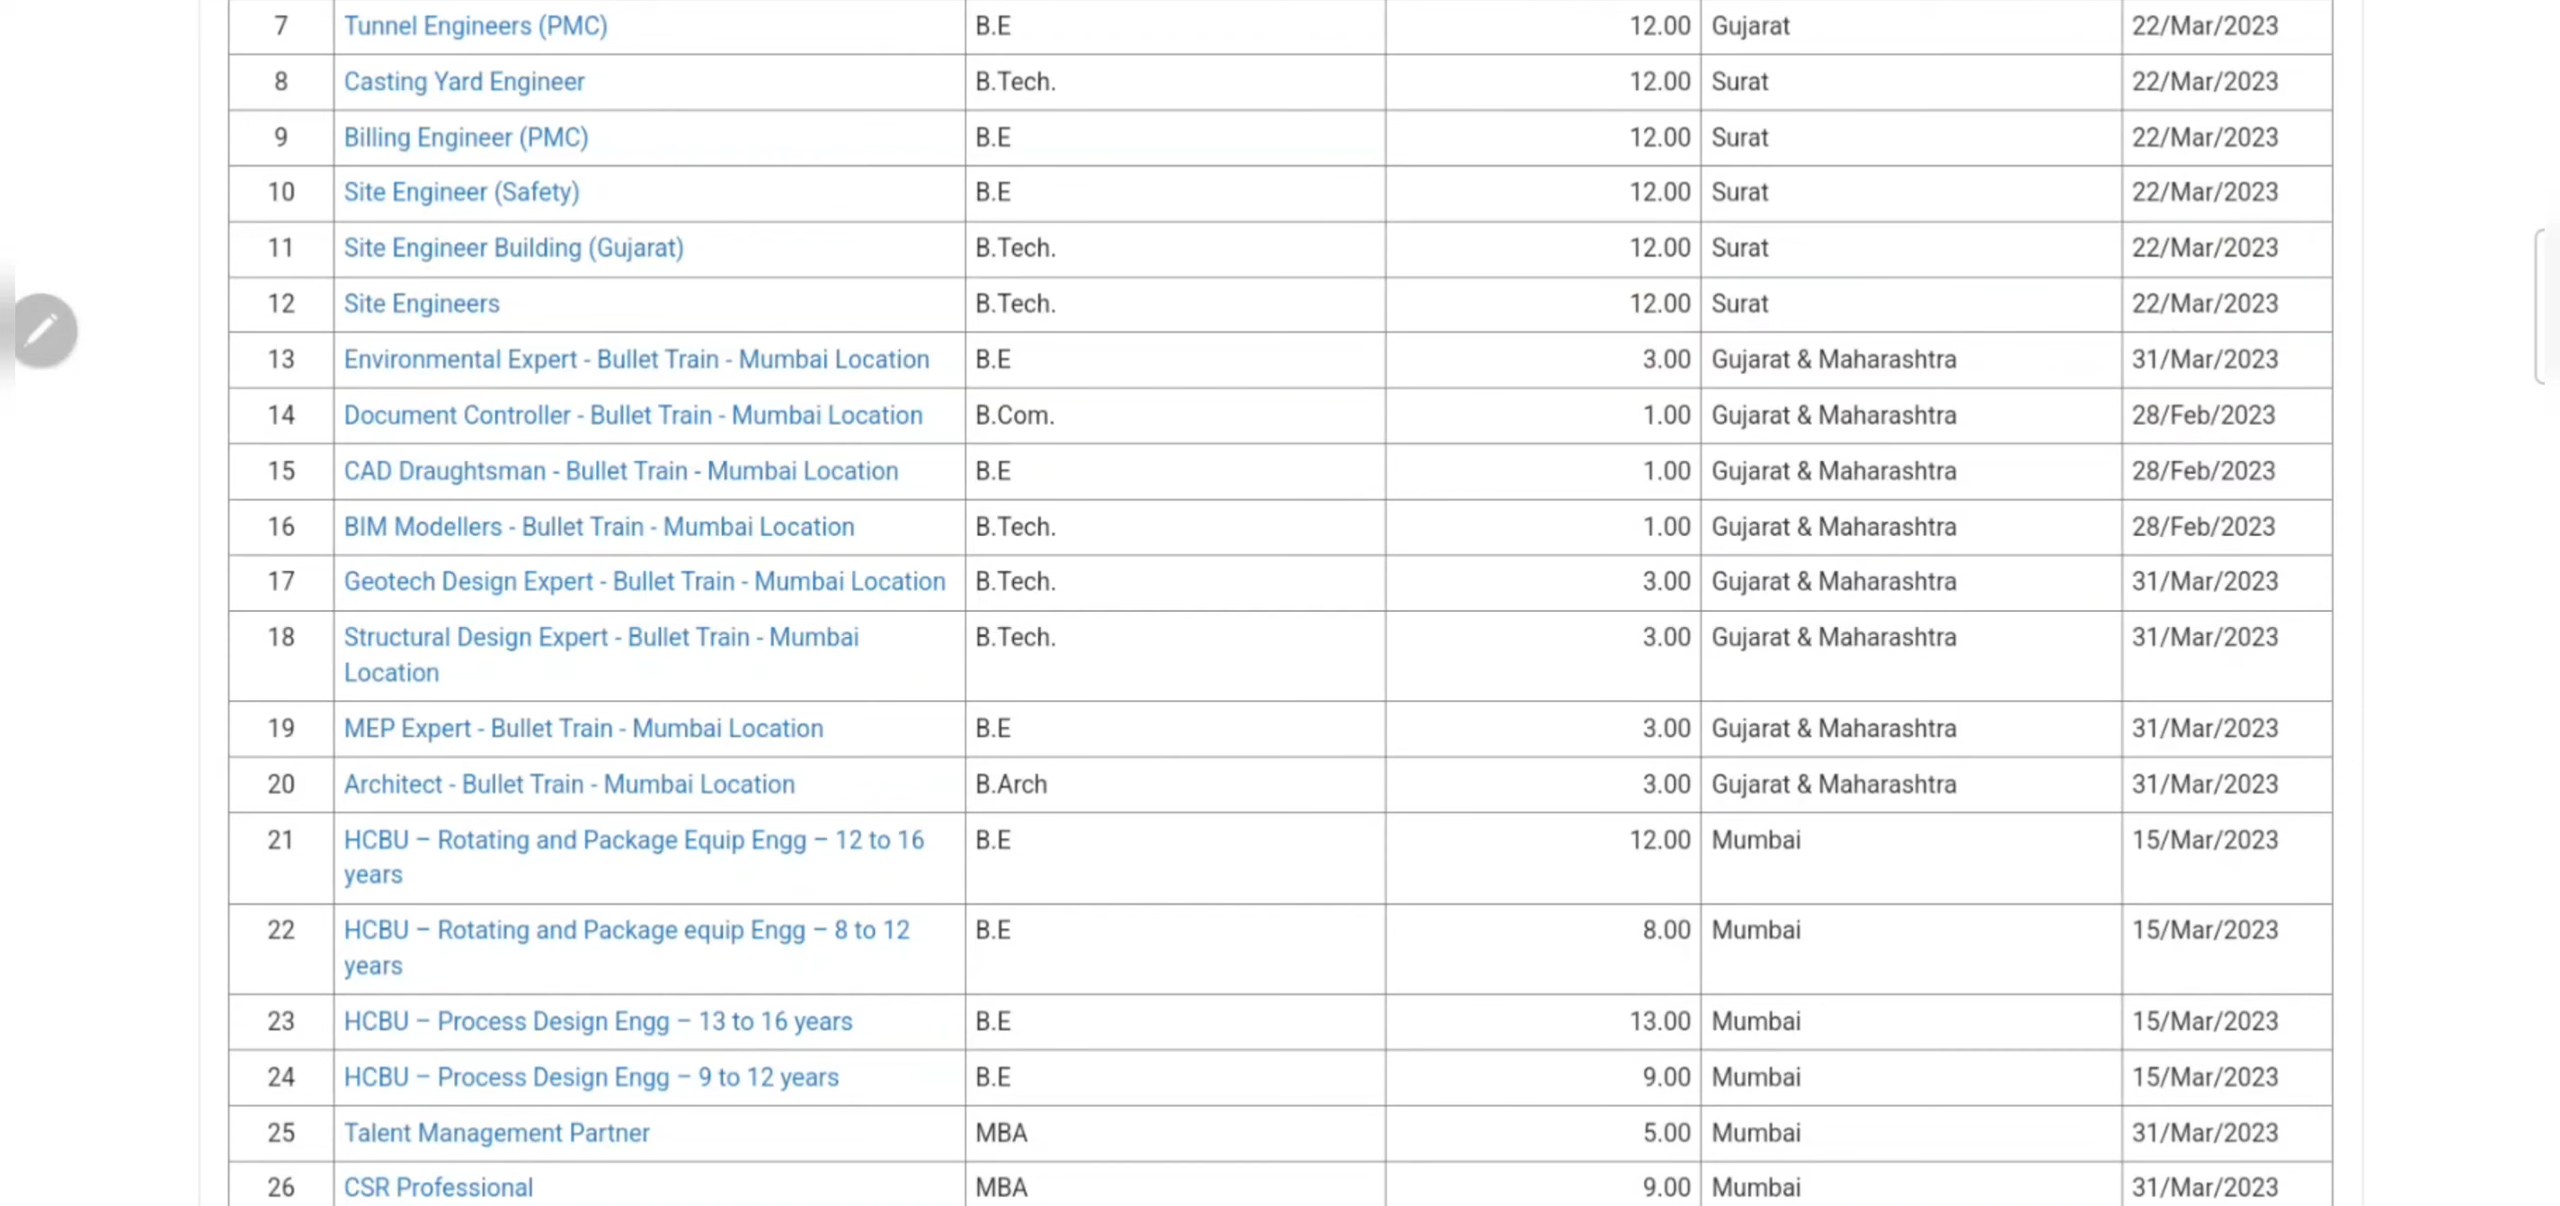 7 Tunnel Engineers (PMC) B.E 12.00 Gujarat 22/Mar/2023
8 Casting Yard Engineer B.Tech. 12.00 Surat 22/Mar/2023
9 Billing Engineer (PMC) B.E 12.00 Surat 22/Mar/2023
10 Site Engineer (Safety) B.E 12.00 Surat 22/Mar/2023
11 Site Engineer Building (Gujarat) B.Tech. 12.00 Surat 22/Mar/2023
12 Site Engineers B.Tech. 12.00 Surat 22/Mar/2023
13 Environmental Expert - Bullet Train - Mumbai Location B.E 3.00 Gujarat & Maharashtra 31/Mar/2023
14 Document Controller - Bullet Train - Mumbai Location B.Com. 1.00 Gujarat & Maharashtra 28/Feb/2023
15 CAD Draughtsman - Bullet Train - Mumbai Location B.E 1.00 Gujarat & Maharashtra 28/Feb/2023
16 BIM Modellers - Bullet Train - Mumbai Location B.Tech. 1.00 Gujarat & Maharashtra 28/Feb/2023
17 Geotech Design Expert - Bullet Train - Mumbai Location B.Tech. 3.00 Gujarat & Maharashtra 31/Mar/2023
18 Structural Design Expert - Bullet Train - Mumbai B.Tech. 3.00 Gujarat & Maharashtra 31/Mar/2023
Location
19 MEP Expert - Bullet Train - Mumbai Location B.E 3.00 Gujarat & Maharashtra 31/Mar/2023
20 Architect - Bullet Train - Mumbai Location B.Arch 3.00 Gujarat & Maharashtra 31/Mar/2023
21 HCBU – Rotating and Package Equip Engg – 12 to 16 B.E 12.00 Mumbai 15/Mar/2023
years
22 HCBU – Rotating and Package equip Engg – 8 to 12 B.E 8.00 Mumbai 15/Mar/2023
years
23 HCBU – Process Design Engg – 13 to 16 years B.E 13.00 Mumbai 15/Mar/2023
24 HCBU – Process Design Engg – 9 to 12 years B.E 9.00 Mumbai 15/Mar/2023
25 Talent Management Partner MBA 5.00 Mumbai 31/Mar/2023
26 CSR Professional MBA 9.00 Mumbai 31/Mar/2023